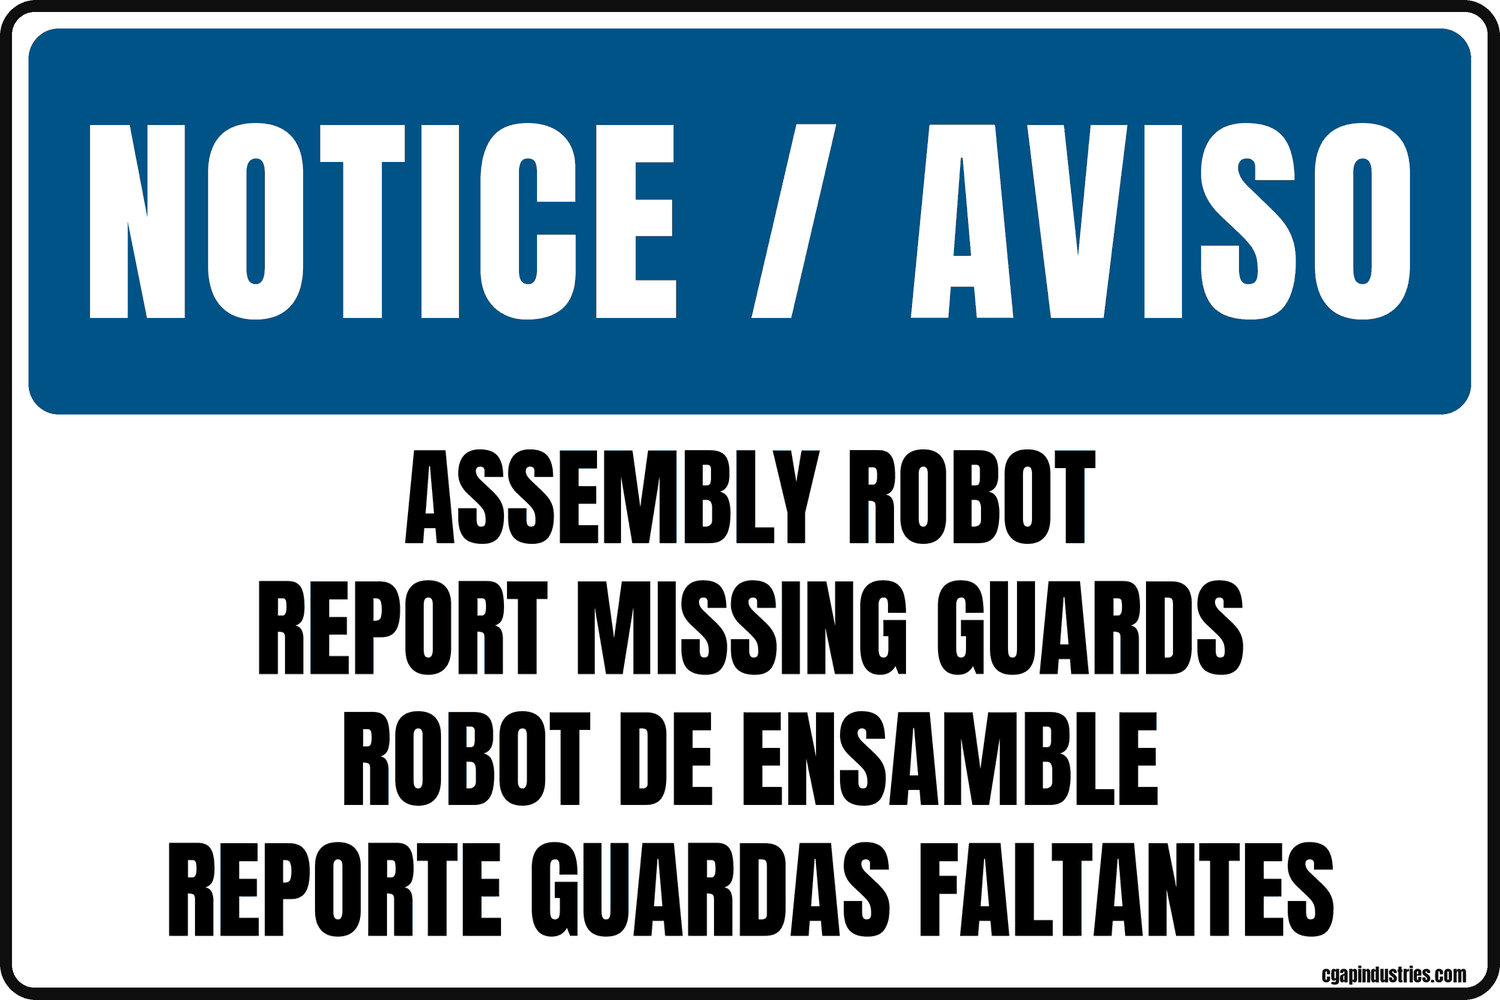 NOTICE / AVISO
ASSEMBLY ROBOT
REPORT MISSING GUARDS
ROBOT DE ENSAMBLE
REPORTE GUARDAS FALTANTES
cgapindustries.com